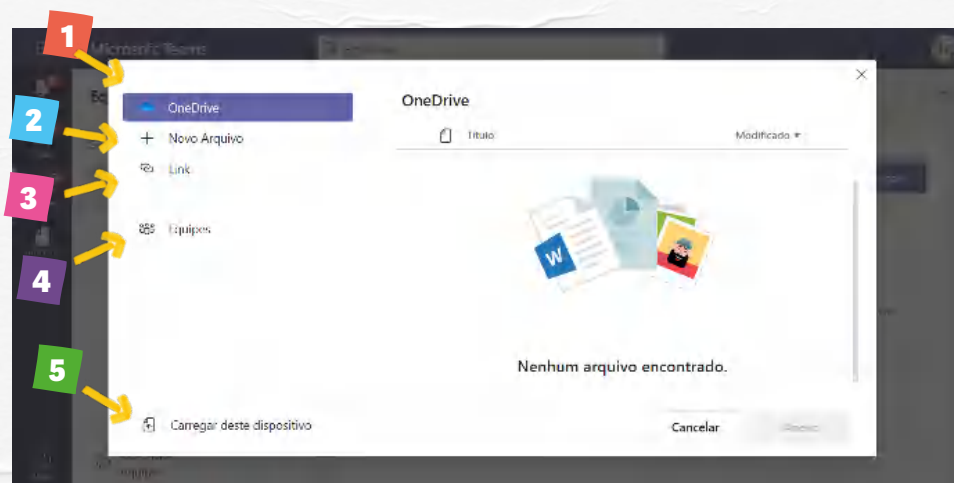 1
Microsoft Teams
OneDrive
OneDrive
2
Novo Arquivo
Título
Modificado
3
Link
4
Equipes
W
Nenhum arquivo encontrado.
5
Carregar deste dispositivo
Cancelar